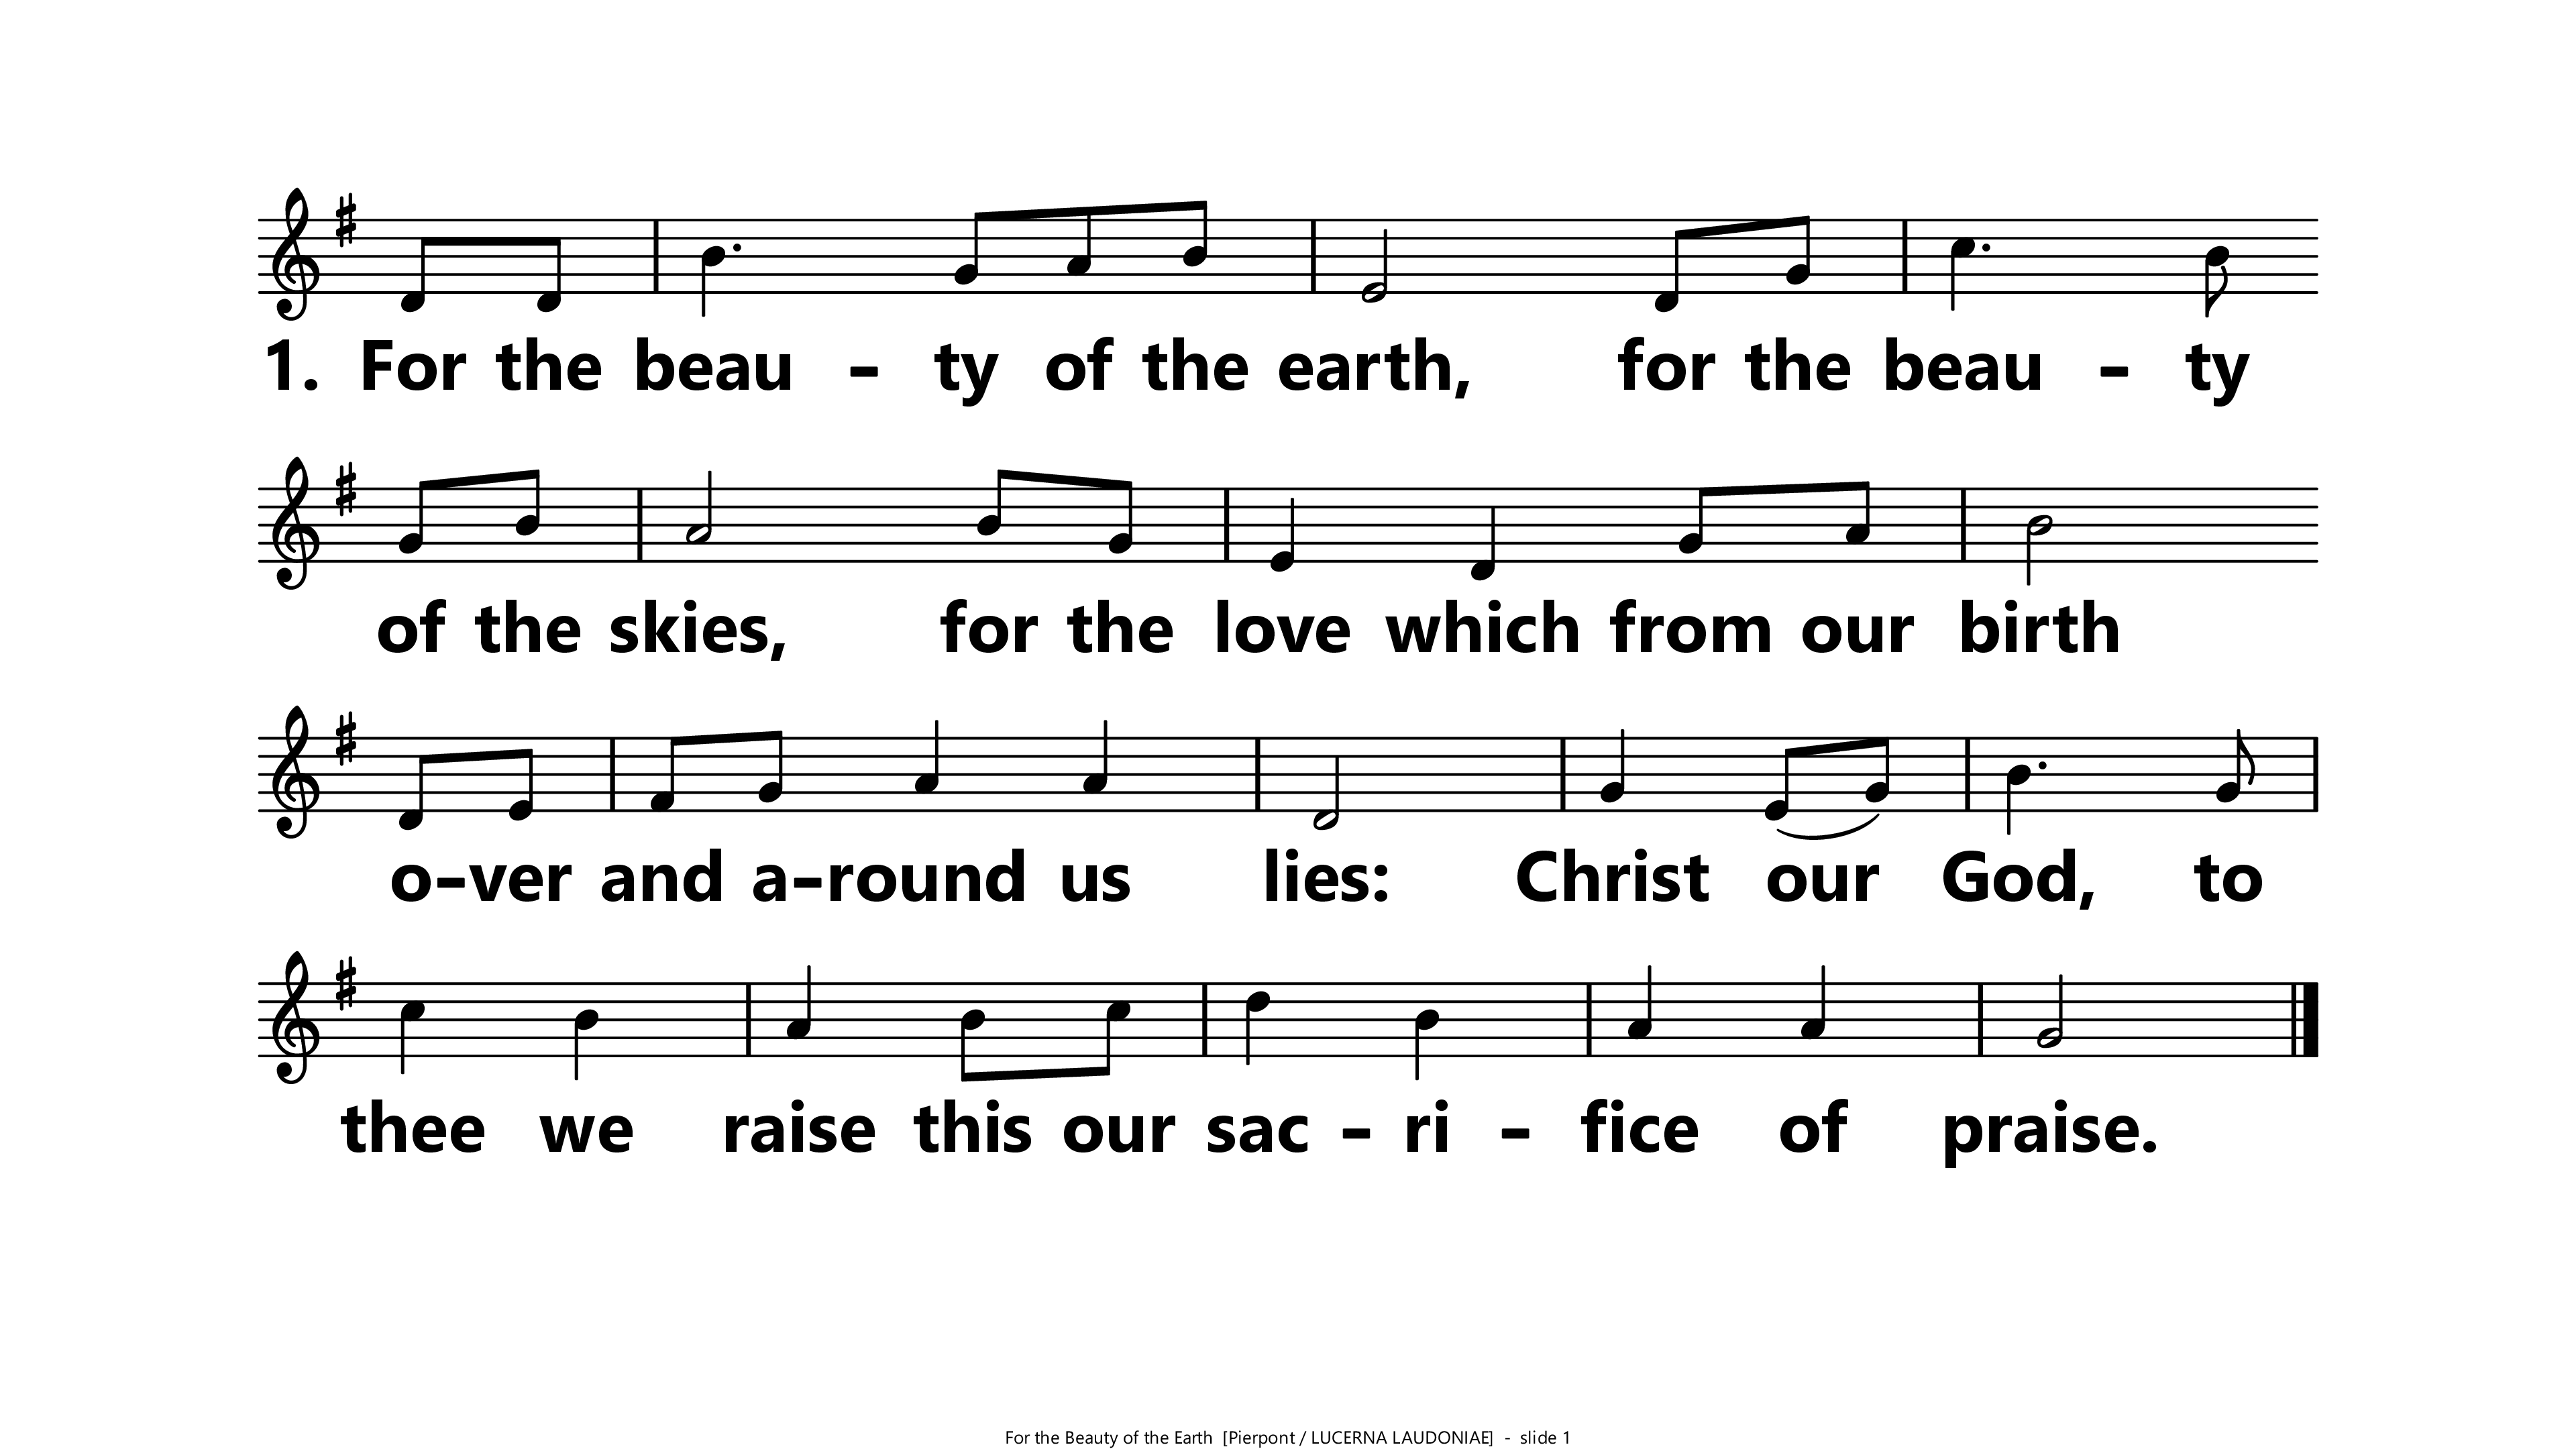 1. For the beau - ty of the earth, for the beau - ty
of the skies, for the love which from our birth
o-ver and a-round us lies: Christ our God, to
thee we raise this our sac - ri - fice of praise.
For the Beauty of the Earth [Pierpont / LUCERNA LAUDONIAE] - slide 1